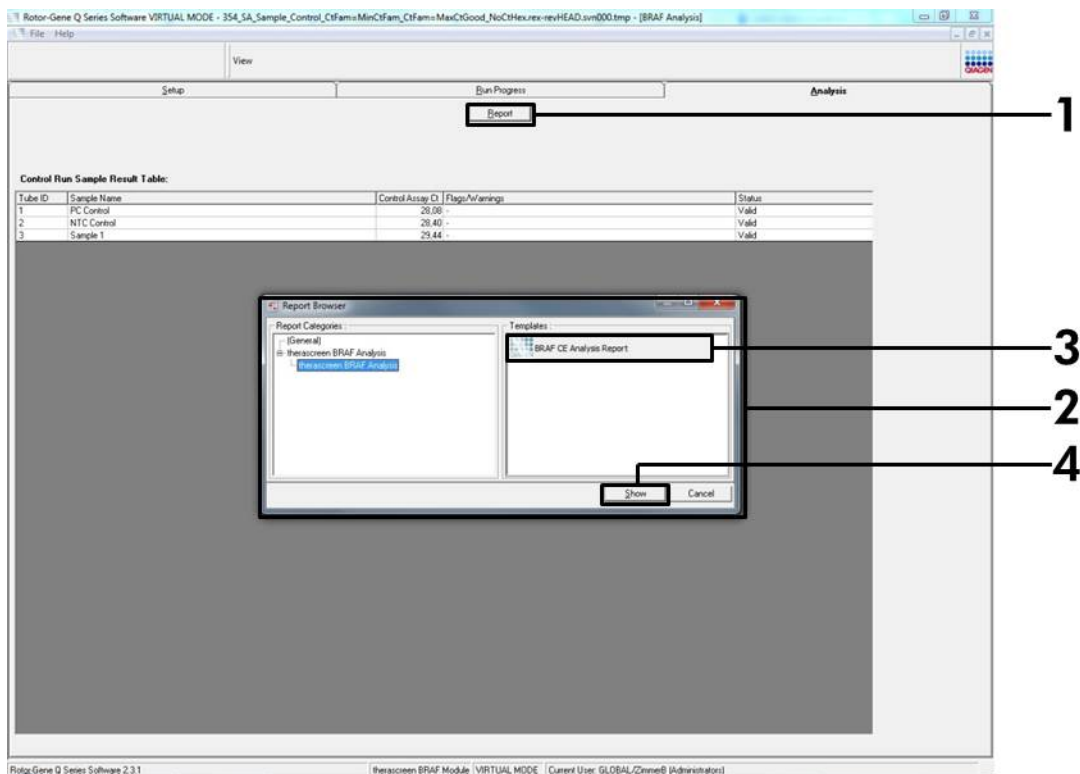 Rotor-Gene Q Series Software VIRTUAL MODE - 354_SA_Sample_Control_CtFam=MinCtFam_CtFam=MaxCtGood_NoCtHex.rex-revHEAD.svn000.tmp - [BRAF Analysis]
File Help
View
QIAGEN
Setup Run Progress Analysis
Report 1
Control Run Sample Result Table:
Tube ID Sample Name Control Assay Ct Flags/Warnings Status
1 PC Control 28,08 - Valid
2 NTC Control 28,40 - Valid
3 Sample 1 29,44 - Valid
Report Browser
Report Categories : Templates :
(General) BRAF CE Analysis Report 3
therascreen BRAF Analysis
therascreen BRAF Analysis
2
4
Show Cancel
Rotor-Gene Q Series Software 2.3.1 therascreen BRAF Module VIRTUAL MODE Current User: GLOBAL/ZimmeB (Administrators)